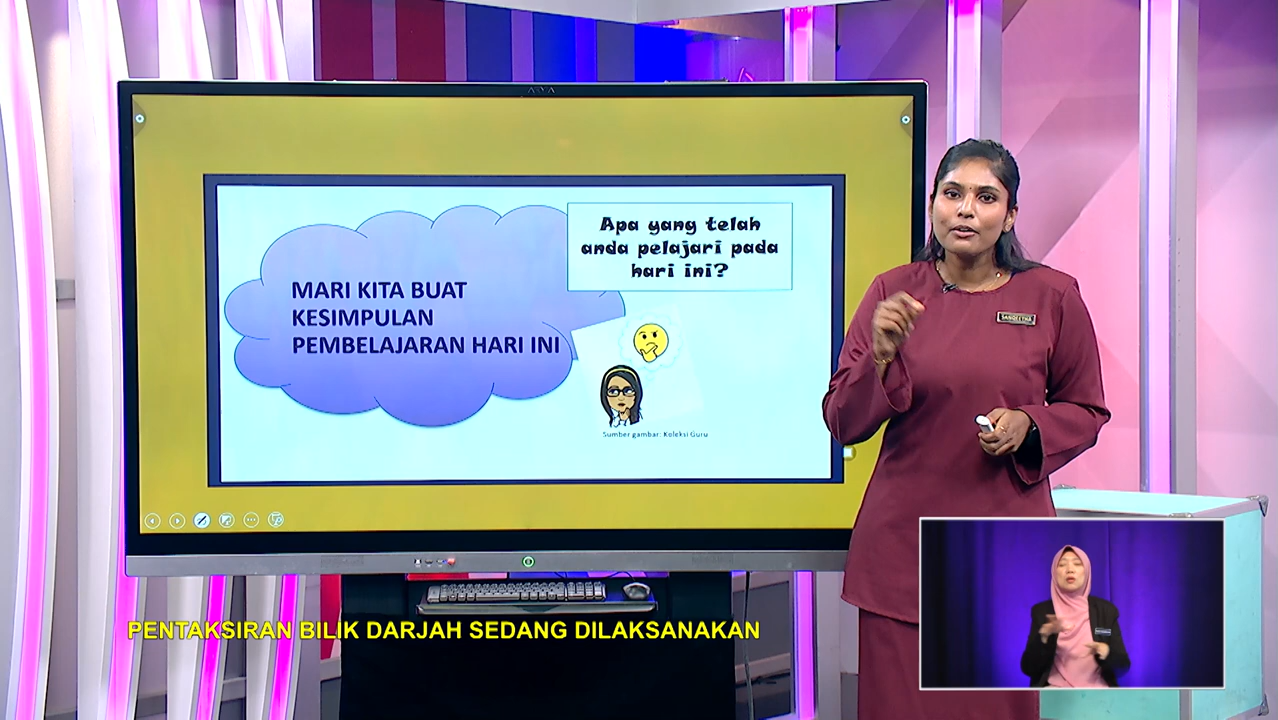 MARI KITA BUAT
KESIMPULAN
PEMBELAJARAN HARI INI
Apa yang telah
anda pelajari pada
hari ini?
Sumber gambar: Koleksi Guru
SANGEETHA
PENTAKSIRAN BILIK DARJAH SEDANG DILAKSANAKAN